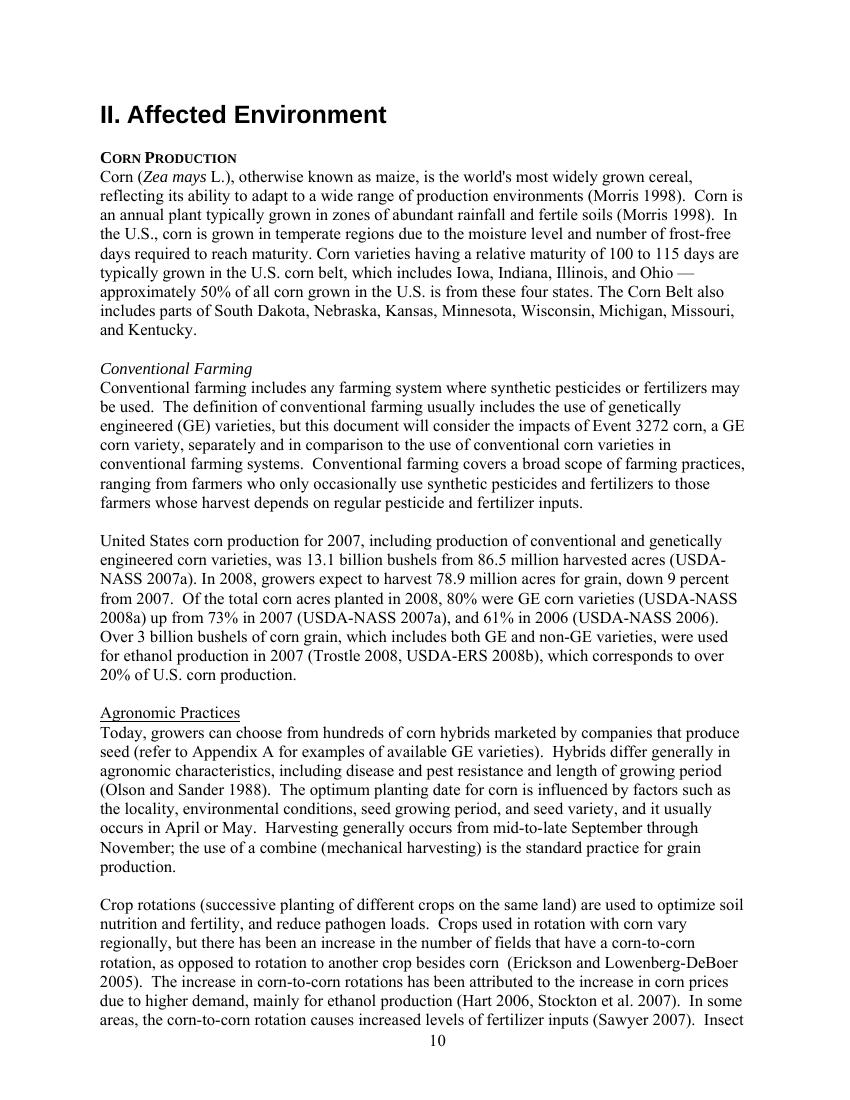 II. Affected Environment
CORN PRODUCTION
Corn (Zea mays L.), otherwise known as maize, is the world's most widely grown cereal,
reflecting its ability to adapt to a wide range of production environments (Morris 1998).  Corn is
an annual plant typically grown in zones of abundant rainfall and fertile soils (Morris 1998).  In
the U.S., corn is grown in temperate regions due to the moisture level and number of frost-free
days required to reach maturity. Corn varieties having a relative maturity of 100 to 115 days are
typically grown in the U.S. corn belt, which includes Iowa, Indiana, Illinois, and Ohio —
approximately 50% of all corn grown in the U.S. is from these four states. The Corn Belt also
includes parts of South Dakota, Nebraska, Kansas, Minnesota, Wisconsin, Michigan, Missouri,
and Kentucky.
Conventional Farming
Conventional farming includes any farming system where synthetic pesticides or fertilizers may
be used.  The definition of conventional farming usually includes the use of genetically
engineered (GE) varieties, but this document will consider the impacts of Event 3272 corn, a GE
corn variety, separately and in comparison to the use of conventional corn varieties in
conventional farming systems.  Conventional farming covers a broad scope of farming practices,
ranging from farmers who only occasionally use synthetic pesticides and fertilizers to those
farmers whose harvest depends on regular pesticide and fertilizer inputs.
United States corn production for 2007, including production of conventional and genetically
engineered corn varieties, was 13.1 billion bushels from 86.5 million harvested acres (USDA-
NASS 2007a). In 2008, growers expect to harvest 78.9 million acres for grain, down 9 percent
from 2007.  Of the total corn acres planted in 2008, 80% were GE corn varieties (USDA-NASS
2008a) up from 73% in 2007 (USDA-NASS 2007a), and 61% in 2006 (USDA-NASS 2006).
Over 3 billion bushels of corn grain, which includes both GE and non-GE varieties, were used
for ethanol production in 2007 (Trostle 2008, USDA-ERS 2008b), which corresponds to over
20% of U.S. corn production.
Agronomic Practices
Today, growers can choose from hundreds of corn hybrids marketed by companies that produce
seed (refer to Appendix A for examples of available GE varieties).  Hybrids differ generally in
agronomic characteristics, including disease and pest resistance and length of growing period
(Olson and Sander 1988).  The optimum planting date for corn is influenced by factors such as
the locality, environmental conditions, seed growing period, and seed variety, and it usually
occurs in April or May.  Harvesting generally occurs from mid-to-late September through
November; the use of a combine (mechanical harvesting) is the standard practice for grain
production.
Crop rotations (successive planting of different crops on the same land) are used to optimize soil
nutrition and fertility, and reduce pathogen loads.  Crops used in rotation with corn vary
regionally, but there has been an increase in the number of fields that have a corn-to-corn
rotation, as opposed to rotation to another crop besides corn  (Erickson and Lowenberg-DeBoer
2005).  The increase in corn-to-corn rotations has been attributed to the increase in corn prices
due to higher demand, mainly for ethanol production (Hart 2006, Stockton et al. 2007).  In some
areas, the corn-to-corn rotation causes increased levels of fertilizer inputs (Sawyer 2007).  Insect
10